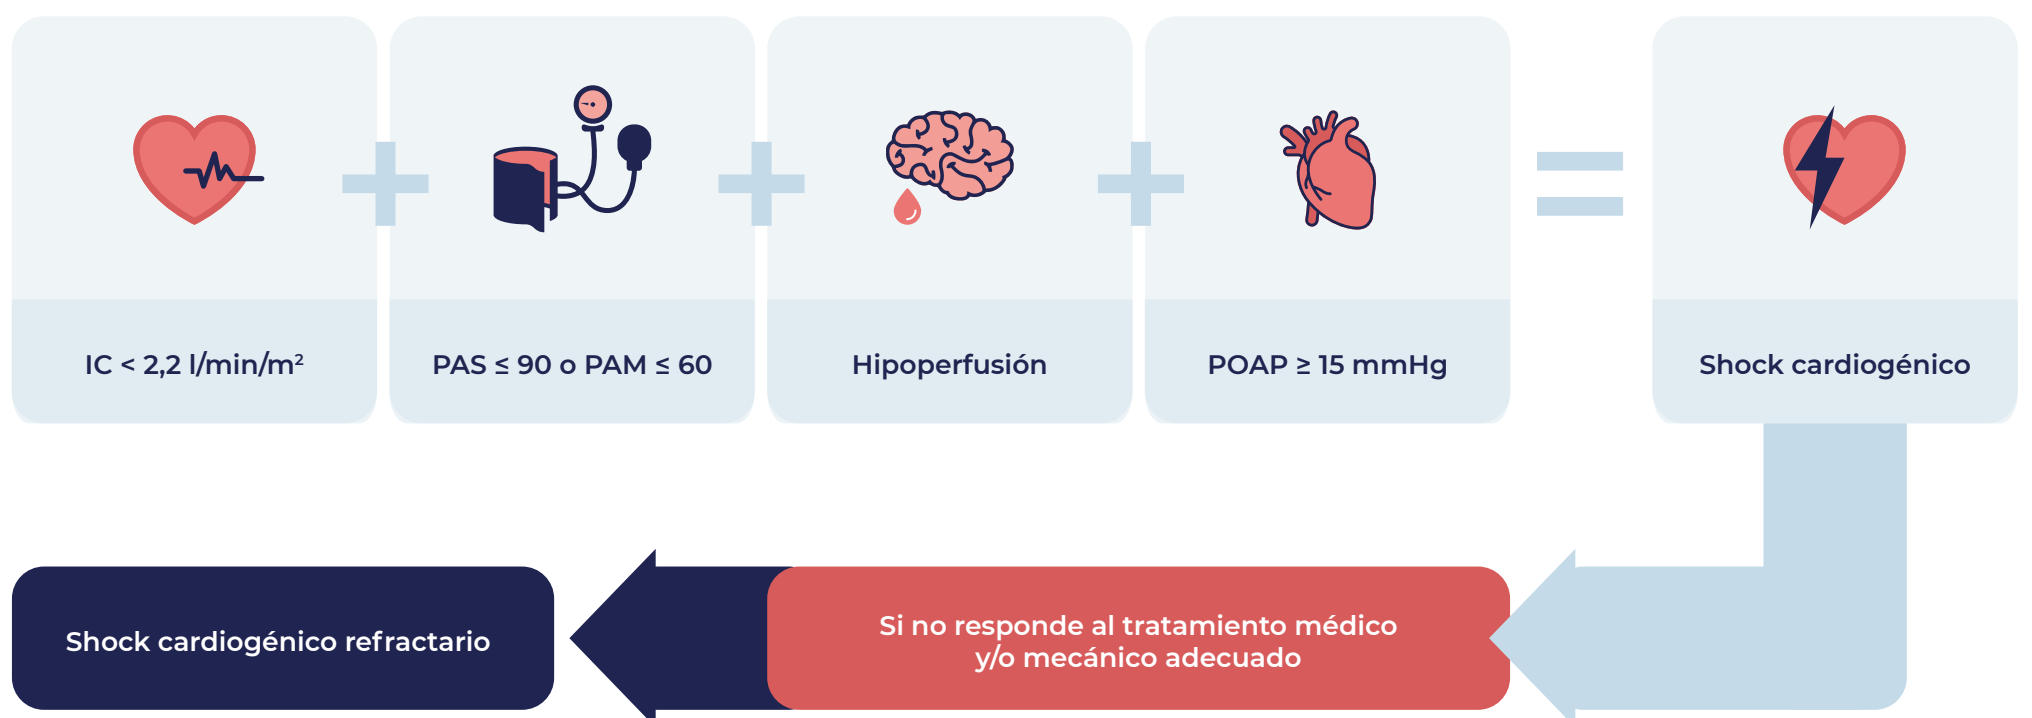 IC < 2,2 l/min/m²
PAS ≤ 90 o PAM ≤ 60
Hipoperfusión
POAP ≥ 15 mmHg
Shock cardiogénico
Si no responde al tratamiento médico
y/o mecánico adecuado
Shock cardiogénico refractario